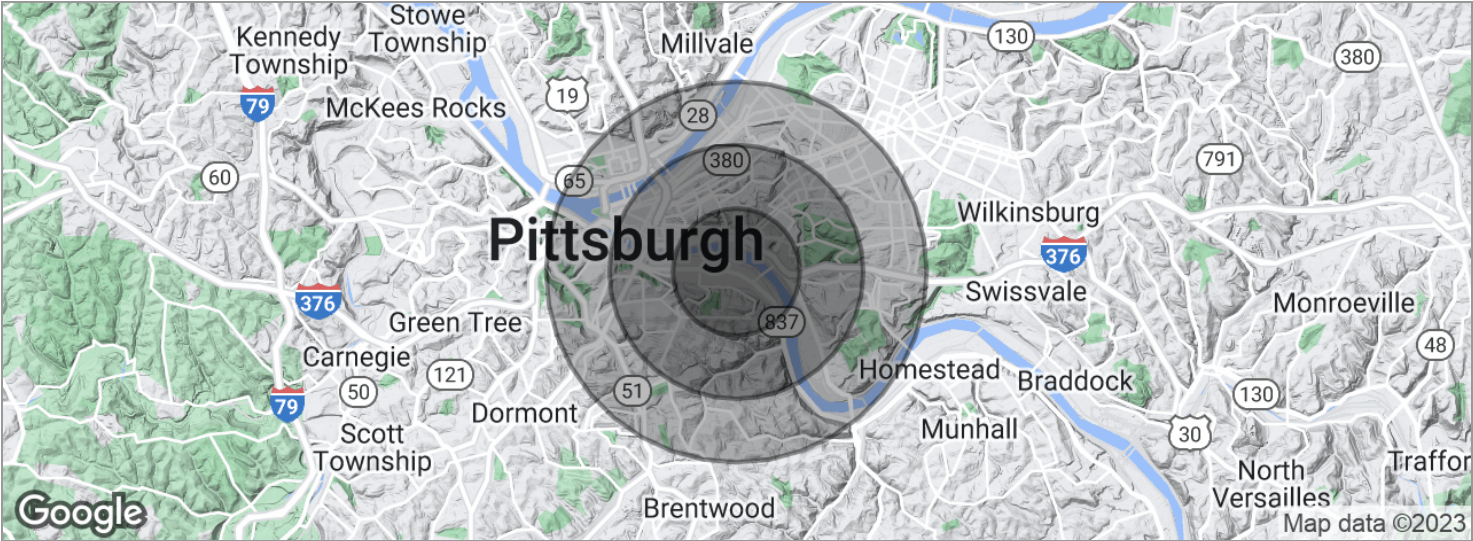 Stowe
Township
Kennedy
Township
Millvale
130
380
79
19
McKees Rocks
28
380
791
60
65
Pittsburgh
Wilkinsburg
376
376
Swissvale
Monroeville
Green Tree
837
48
Carnegie
121
Homestead
Braddock
50
51
130
79
Dormont
Munhall
30
Scott
Township
Traffor
North
Versailles
Brentwood
Google
Map data ©2023